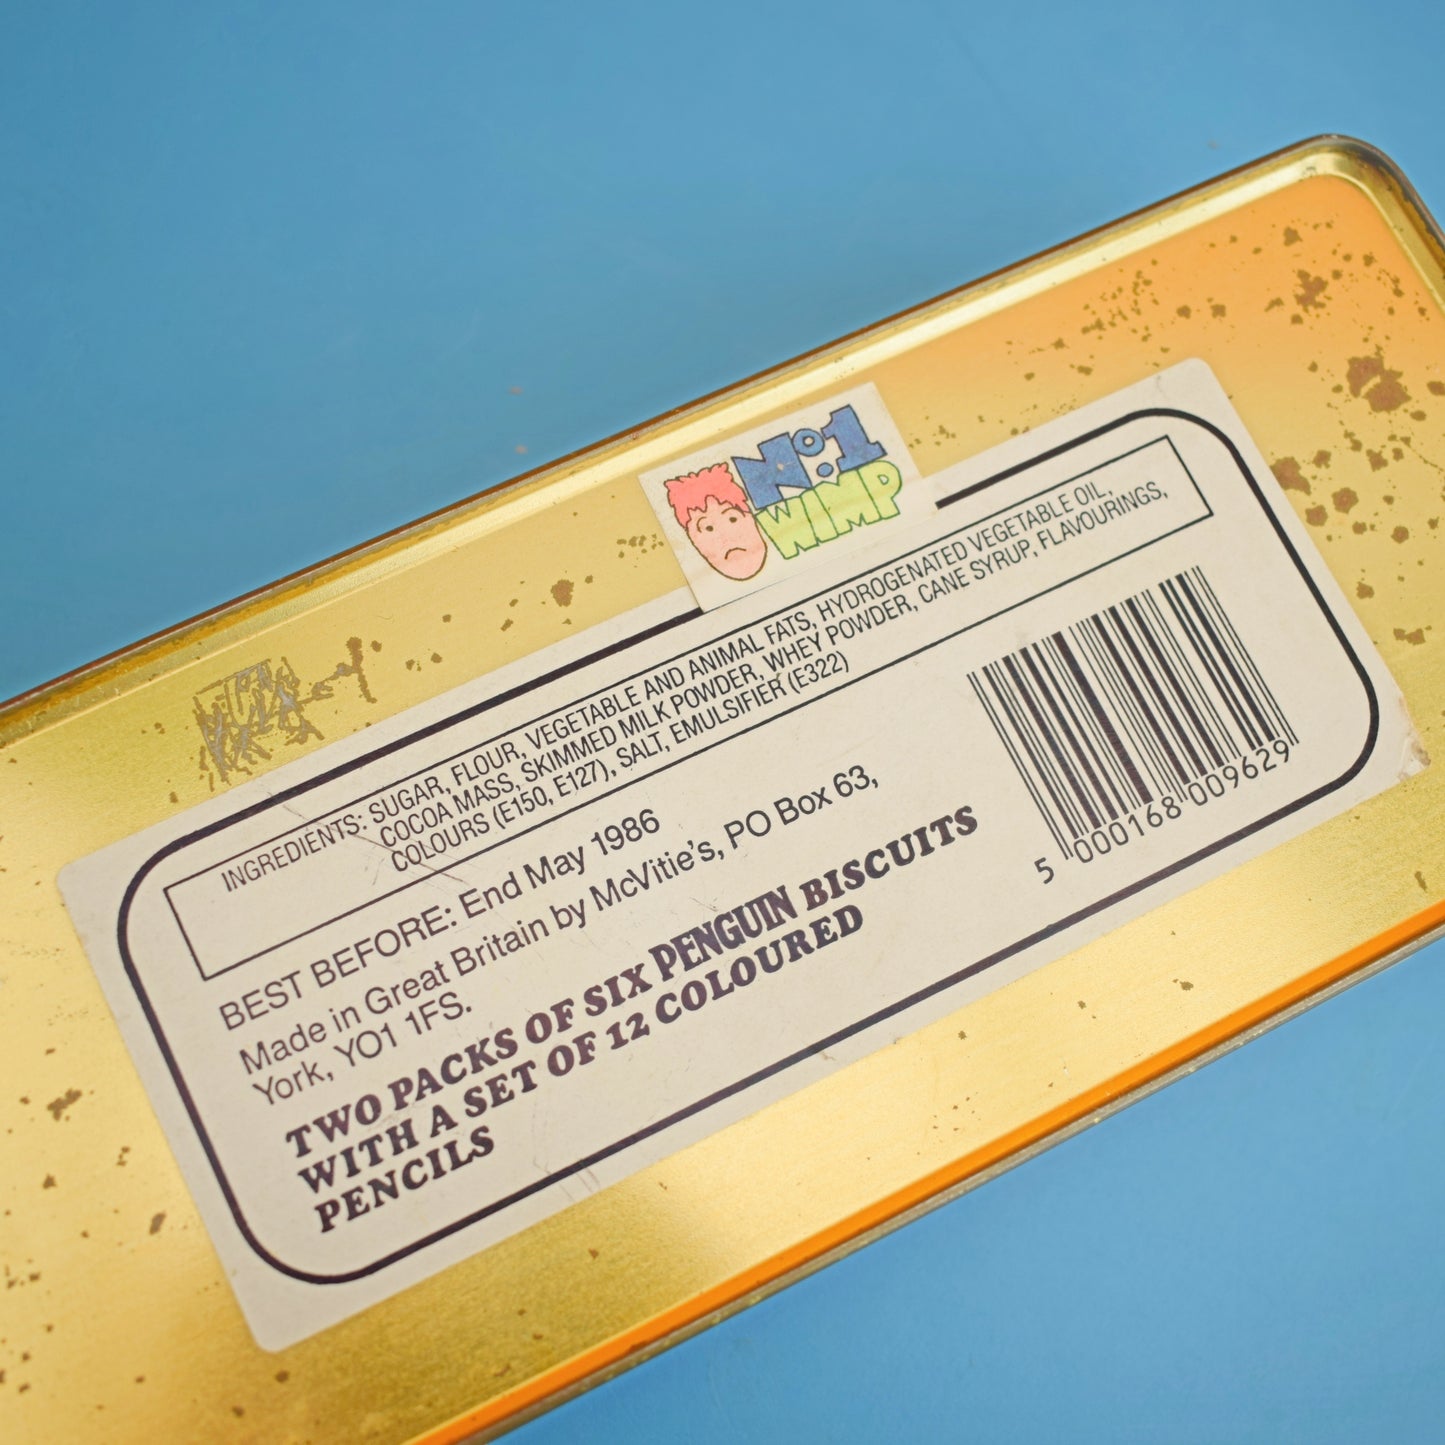 No:1
WIMP
INGREDIENTS: SUGAR, FLOUR, VEGETABLE AND ANIMAL FATS, HYDROGENATED VEGETABLE OIL,
COCOA MASS, SKIMMED MILK POWDER, WHEY POWDER, CANE SYRUP, FLAVOURINGS,
COLOURS (E150, E127), SALT, EMULSIFIER (E322)
BEST BEFORE: End May 1986
Made in Great Britain by McVitie's, PO Box 63,
York, YO1 1FS.
TWO PACKS OF SIX PENGUIN BISCUITS
WITH A SET OF 12 COLOURED
PENCILS
5 000168 009629